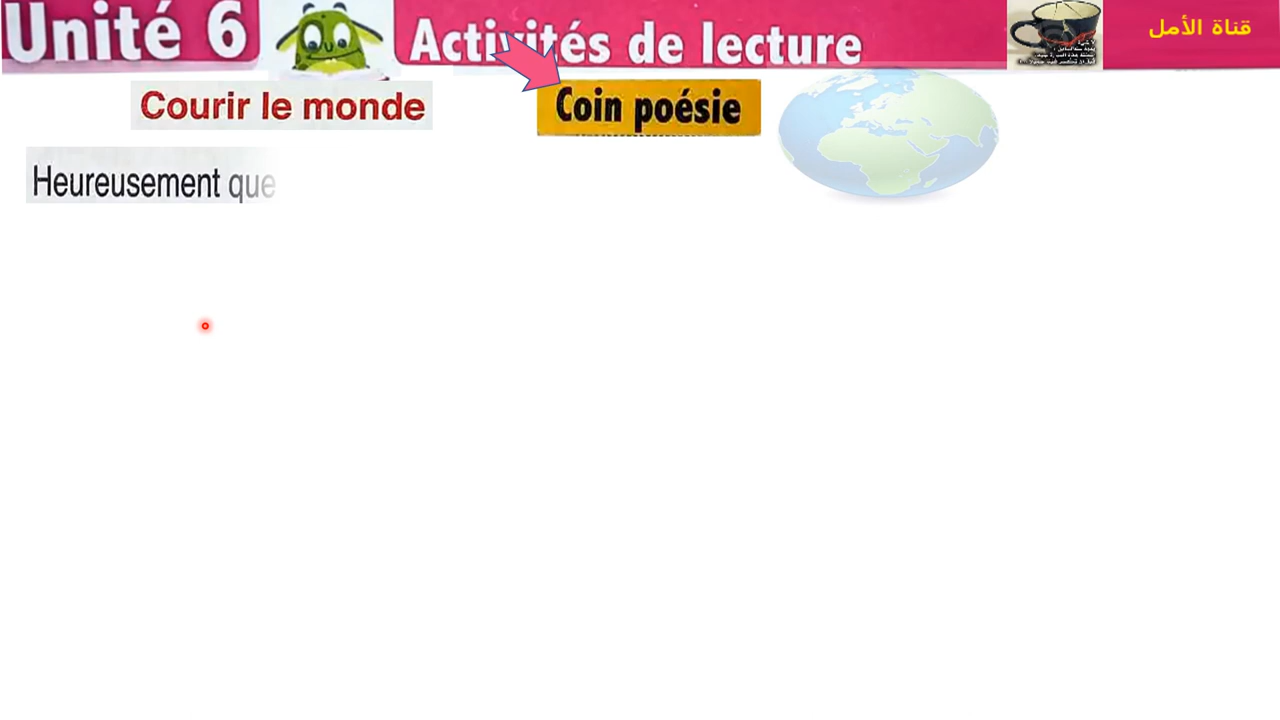 Unité 6
Activités de lecture
قناة الأمل
Courir le monde
Coin poésie
Heureusement que